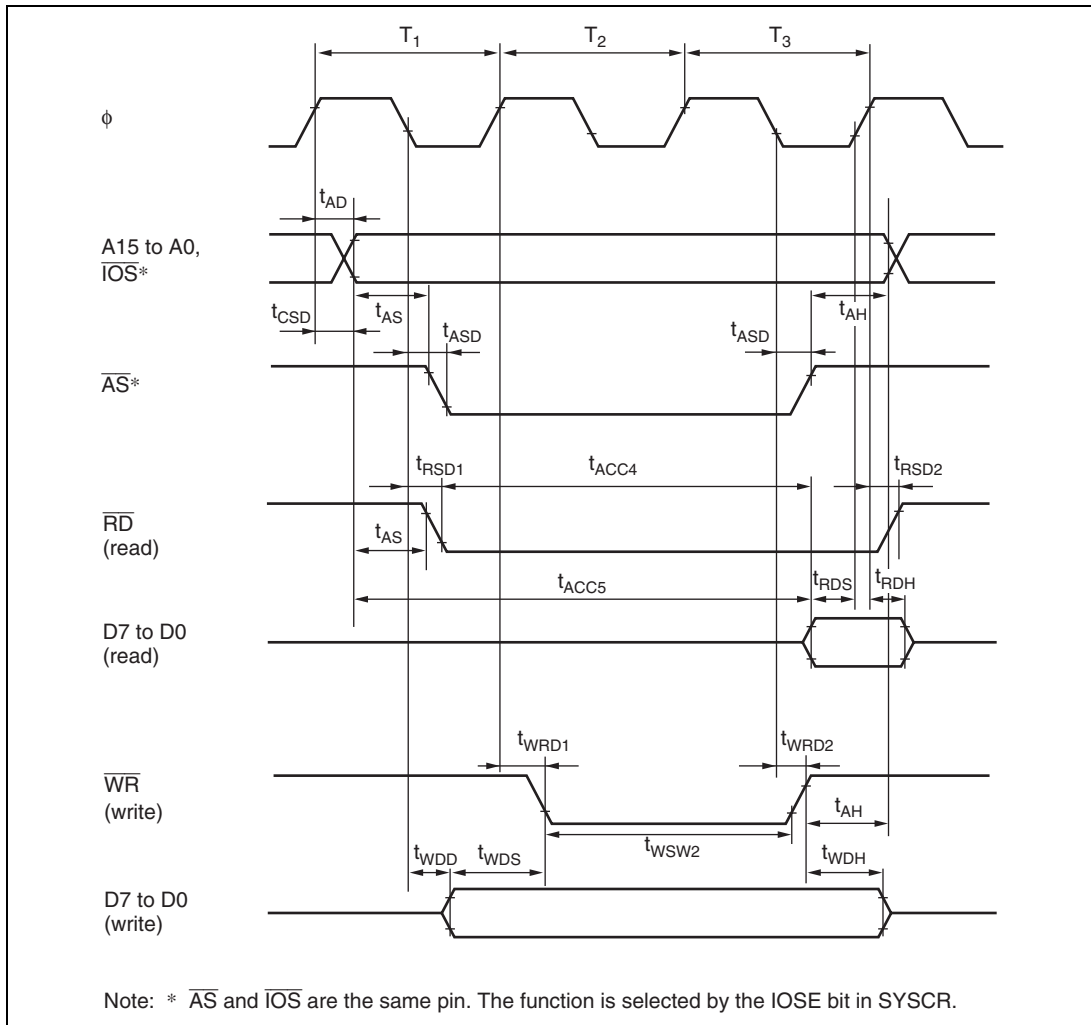 T1 T2 T3
ϕ
tAD
A15 to A0,
IOS*
tCSD tAS tAH
tASD tASD
AS*
tRSD1 tACC4 tRSD2
RD
(read)
tAS
tACC5 tRDS tRDH
D7 to D0
(read)
tWRD1 tWRD2
WR
(write)
tAH
tWSW2
tWDD tWDS tWDH
D7 to D0
(write)
Note: * AS and IOS are the same pin. The function is selected by the IOSE bit in SYSCR.